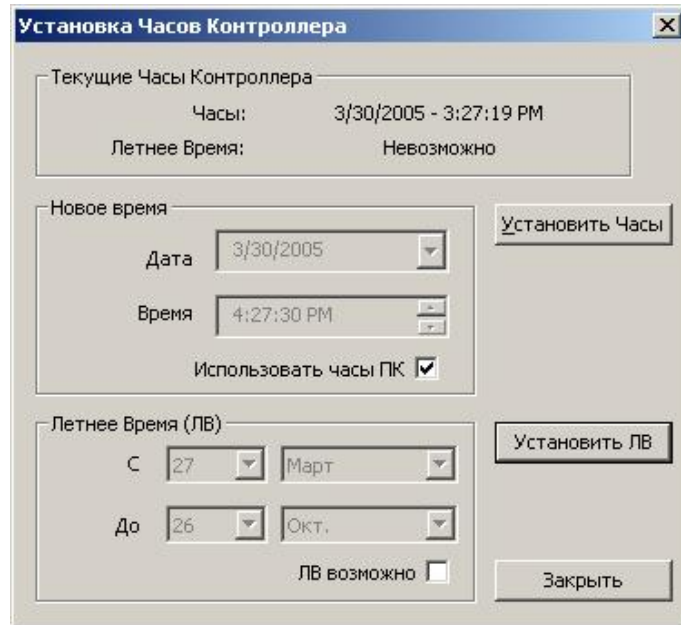 Установка Часов Контроллера
Текущие Часы Контроллера
Часы: 3/30/2005 - 3:27:19 PM
Летнее Время: Невозможно
Новое время
Установить Часы
Дата 3/30/2005
Время 4:27:30 PM
Использовать часы ПК
Летнее Время (ЛВ)
Установить ЛВ
С 27 Март
До 26 Окт.
ЛВ возможно
Закрыть